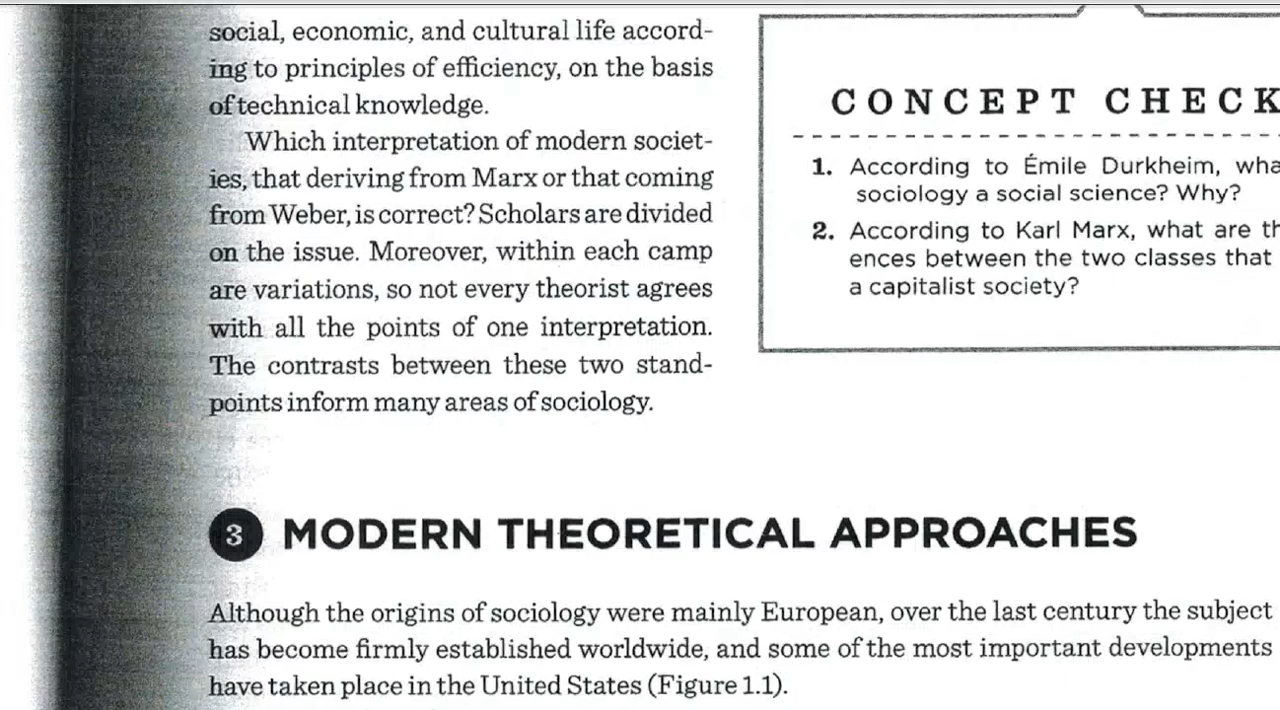 social, economic, and cultural life accord-
ing to principles of efficiency, on the basis
of technical knowledge.
Which interpretation of modern societ-
ies, that deriving from Marx or that coming
from Weber, is correct? Scholars are divided
on the issue. Moreover, within each camp
are variations, so not every theorist agrees
with all the points of one interpretation.
The contrasts between these two stand-
points inform many areas of sociology.
CONCEPT CHECK
1. According to Émile Durkheim, wha
sociology a social science? Why?
2. According to Karl Marx, what are th
ences between the two classes that
a capitalist society?
3 MODERN THEORETICAL APPROACHES
Although the origins of sociology were mainly European, over the last century the subject
has become firmly established worldwide, and some of the most important developments
have taken place in the United States (Figure 1.1).